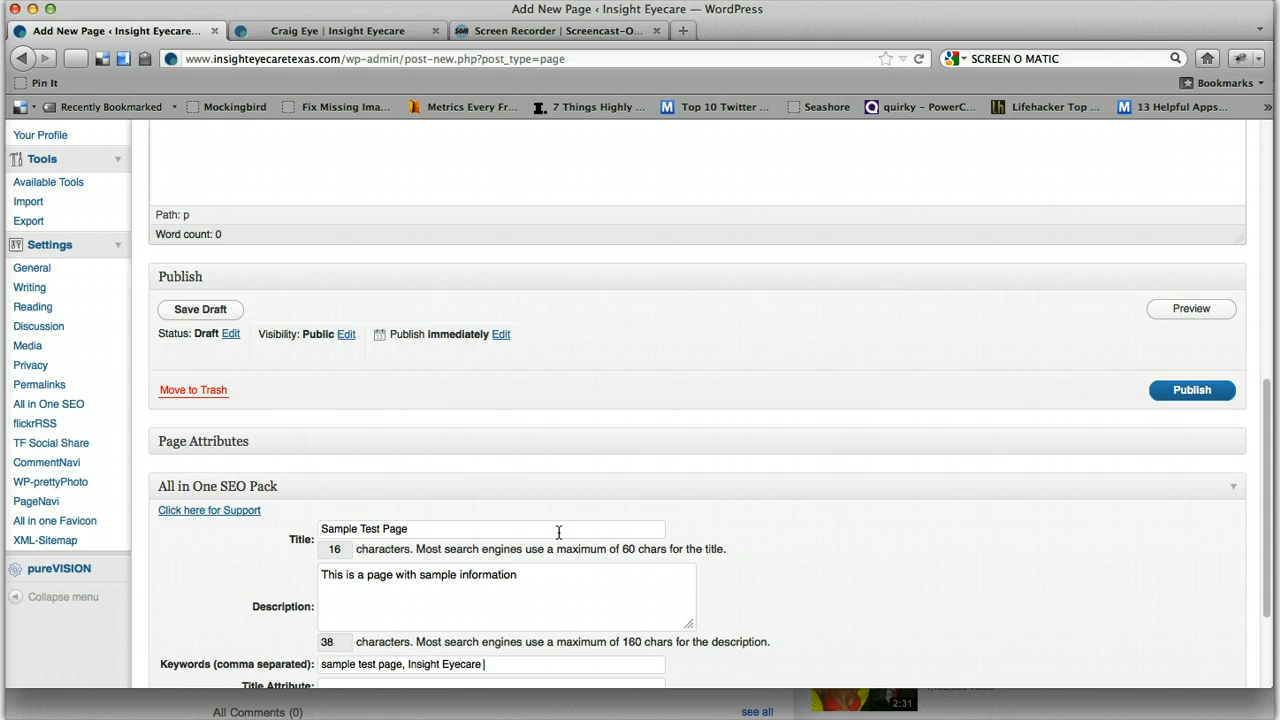 Add New Page ‹ Insight Eyecare — WordPress
Add New Page ‹ Insight Eyecare...
Craig Eye | Insight Eyecare
Screen Recorder | Screencast-O...
www.insighteyecaretexas.com/wp-admin/post-new.php?post_type=page
SCREEN O MATIC
Pin It
Bookmarks
Recently Bookmarked
Mockingbird
Fix Missing Ima...
Metrics Every Fr...
7 Things Highly ...
Top 10 Twitter ...
Seashore
quirky - PowerC...
Lifehacker Top ...
13 Helpful Apps...
Your Profile
Tools
Available Tools
Import
Export
Settings
General
Writing
Reading
Discussion
Media
Privacy
Permalinks
All in One SEO
flickrRSS
TF Social Share
CommentNavi
WP-prettyPhoto
PageNavi
All in one Favicon
XML-Sitemap
pureVISION
Collapse menu
Path: p
Word count: 0
Publish
Save Draft
Preview
Status: Draft Edit
Visibility: Public Edit
Publish immediately Edit
Move to Trash
Publish
Page Attributes
All in One SEO Pack
Click here for Support
Title:
Sample Test Page
16 characters. Most search engines use a maximum of 60 chars for the title.
Description:
This is a page with sample information
38 characters. Most search engines use a maximum of 160 chars for the description.
Keywords (comma separated):
sample test page, Insight Eyecare
Title Attribute:
All Comments (0)
see all
2:31